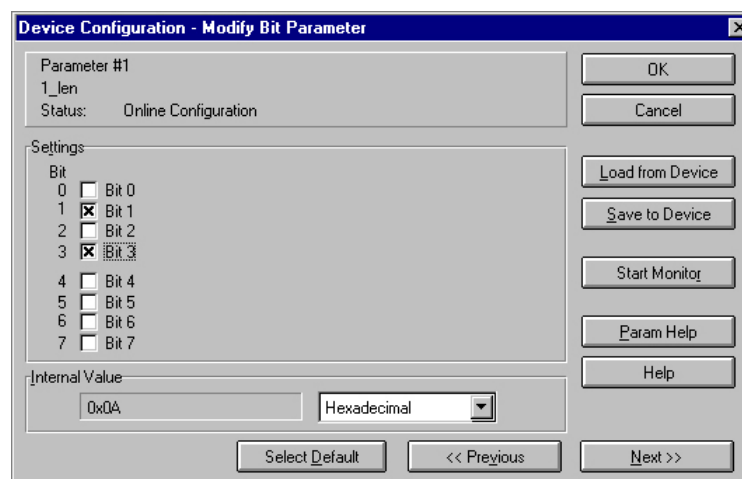 Device Configuration - Modify Bit Parameter
Parameter #1
1_len
Status: Online Configuration
OK
Cancel
Settings
Bit
0 Bit 0
1 Bit 1
2 Bit 2
3 Bit 3
4 Bit 4
5 Bit 5
6 Bit 6
7 Bit 7
Load from Device
Save to Device
Start Monitor
Param Help
Help
Internal Value
0x0A Hexadecimal
Select Default << Previous Next >>